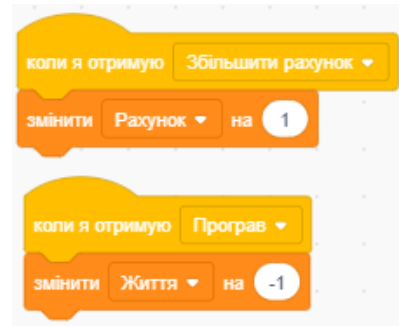 коли я отримую Збільшити рахунок
змінити Рахунок на 1
коли я отримую Програв
змінити Життя на -1